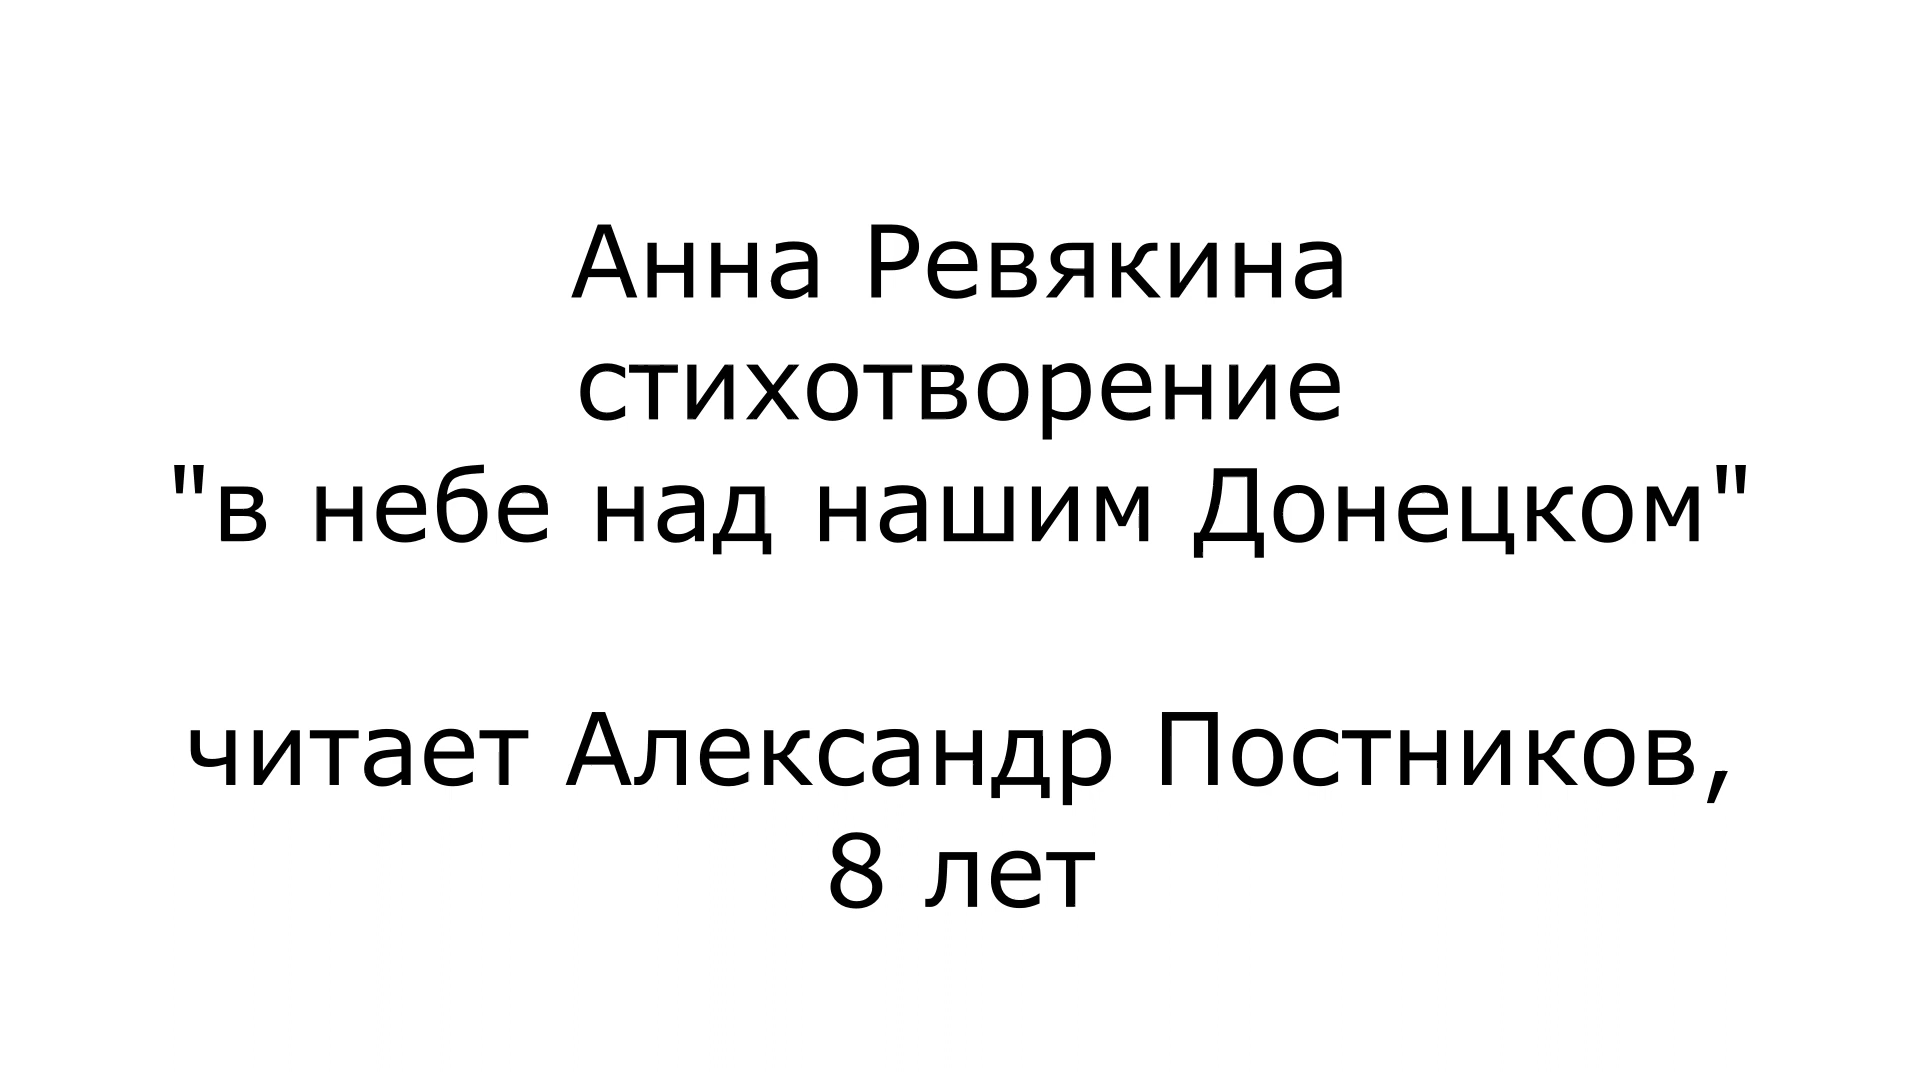 Анна Ревякина
стихотворение
"в небе над нашим Донецком"
читает Александр Постников,
8 лет